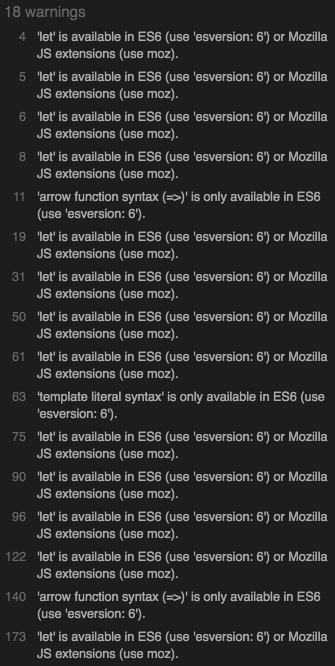 18 warnings
4 'let' is available in ES6 (use 'esversion: 6') or Mozilla
JS extensions (use moz).
5 'let' is available in ES6 (use 'esversion: 6') or Mozilla
JS extensions (use moz).
6 'let' is available in ES6 (use 'esversion: 6') or Mozilla
JS extensions (use moz).
8 'let' is available in ES6 (use 'esversion: 6') or Mozilla
JS extensions (use moz).
11 'arrow function syntax (=>)' is only available in ES6
(use 'esversion: 6').
19 'let' is available in ES6 (use 'esversion: 6') or Mozilla
JS extensions (use moz).
31 'let' is available in ES6 (use 'esversion: 6') or Mozilla
JS extensions (use moz).
50 'let' is available in ES6 (use 'esversion: 6') or Mozilla
JS extensions (use moz).
61 'let' is available in ES6 (use 'esversion: 6') or Mozilla
JS extensions (use moz).
63 'template literal syntax' is only available in ES6 (use
'esversion: 6').
75 'let' is available in ES6 (use 'esversion: 6') or Mozilla
JS extensions (use moz).
90 'let' is available in ES6 (use 'esversion: 6') or Mozilla
JS extensions (use moz).
96 'let' is available in ES6 (use 'esversion: 6') or Mozilla
JS extensions (use moz).
122 'let' is available in ES6 (use 'esversion: 6') or Mozilla
JS extensions (use moz).
140 'arrow function syntax (=>)' is only available in ES6
(use 'esversion: 6').
173 'let' is available in ES6 (use 'esversion: 6') or Mozilla
JS extensions (use moz).